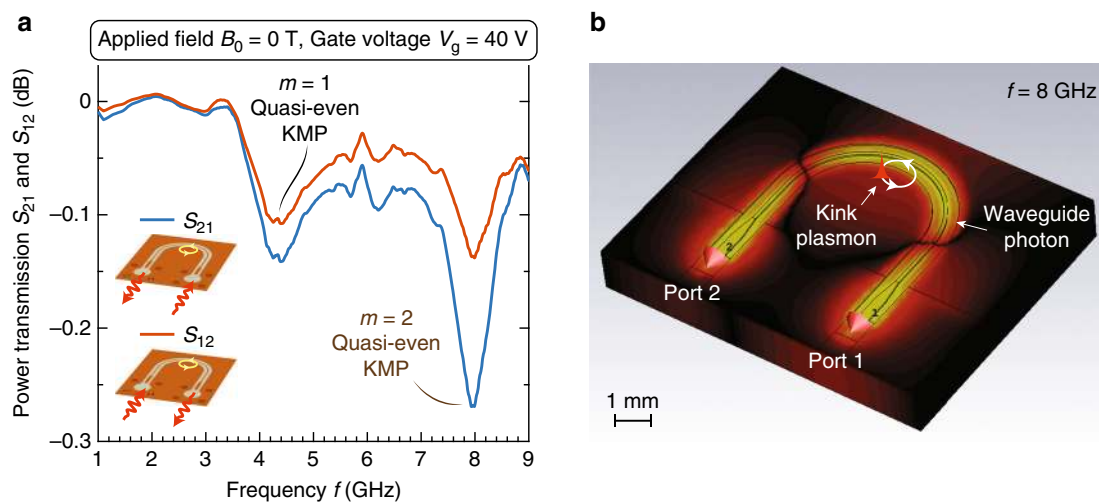 a
Applied field B₀ = 0 T, Gate voltage Vg = 40 V
Power transmission S₂₁ and S₁₂ (dB)
0
–0.1
–0.2
–0.3
m = 1
Quasi-even
KMP
S₂₁
S₁₂
m = 2
Quasi-even
KMP
1
2
3
4
5
6
7
8
9
Frequency f (GHz)
b
f = 8 GHz
Kink
plasmon
Waveguide
photon
2
Port 2
1
Port 1
1 mm